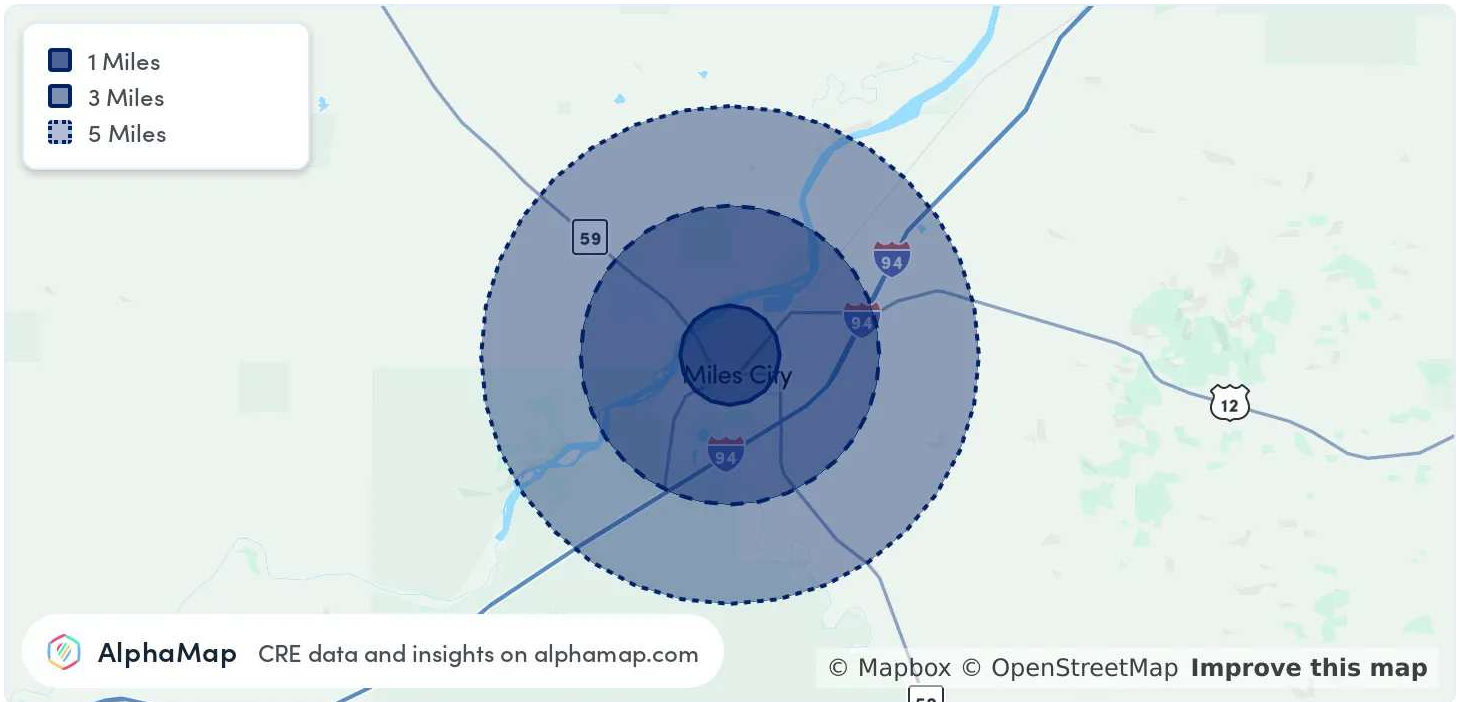 1 Miles
3 Miles
5 Miles
59
94
94
Miles City
12
94
AlphaMap CRE data and insights on alphamap.com
© Mapbox © OpenStreetMap Improve this map